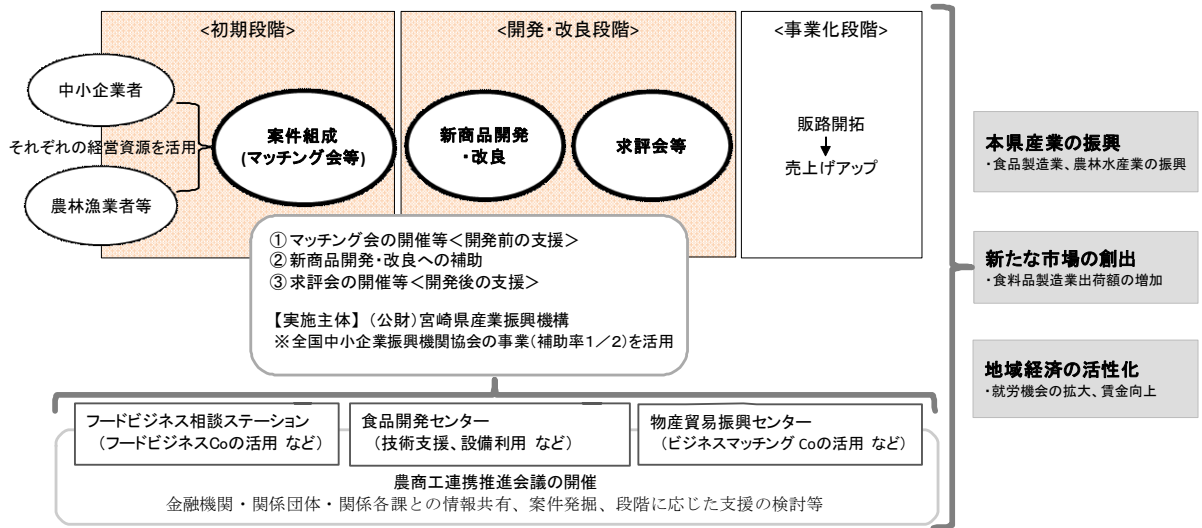 <初期段階>
<開発・改良段階>
<事業化段階>
中小企業者
それぞれの経営資源を活用
農林漁業者等
案件組成
(マッチング会等)
新商品開発
・改良
求評会等
販路開拓
売上げアップ
① マッチング会の開催等<開発前の支援>
② 新商品開発・改良への補助
③ 求評会の開催等<開発後の支援>
【実施主体】(公財)宮崎県産業振興機構
※全国中小企業振興機関協会の事業(補助率1/2)を活用
フードビジネス相談ステーション
(フードビジネスCoの活用 など)
食品開発センター
(技術支援、設備利用 など)
物産貿易振興センター
(ビジネスマッチング Coの活用 など)
農商工連携推進会議の開催
金融機関・関係団体・関係各課との情報共有、案件発掘、段階に応じた支援の検討等
本県産業の振興
・食品製造業、農林水産業の振興
新たな市場の創出
・食料品製造業出荷額の増加
地域経済の活性化
・就労機会の拡大、賃金向上